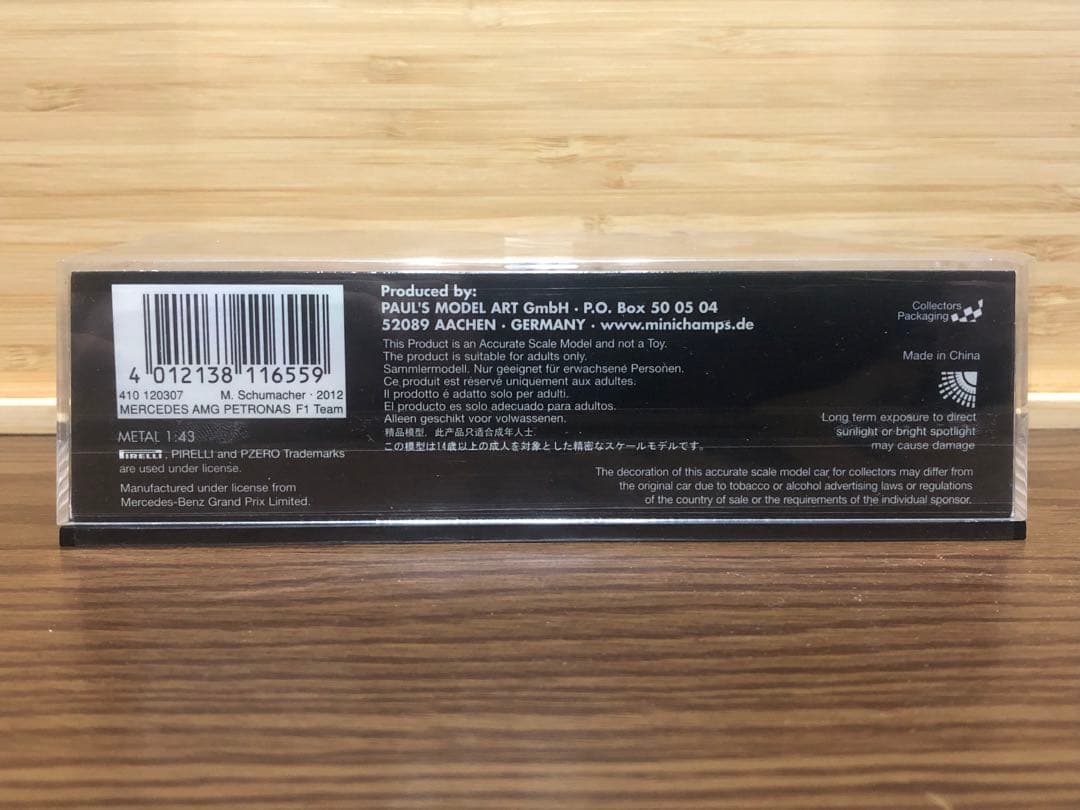 4 012138 116559
410 120307 M. Schumacher · 2012
MERCEDES AMG PETRONAS F1 Team
METAL 1:43
PIRELLI, PIRELLI and PZERO Trademarks
are used under license.
Manufactured under license from
Mercedes-Benz Grand Prix Limited.
Produced by:
PAUL'S MODEL ART GmbH · P.O. Box 50 05 04
52089 AACHEN · GERMANY · www.minichamps.de
This Product is an Accurate Scale Model and not a Toy.
The product is suitable for adults only.
Sammlermodell. Nur geeignet für erwachsene Personen.
Ce produit est réservé uniquement aux adultes.
Il prodotto é adatto solo per adulti.
El producto es solo adecuado para adultos.
Alleen geschikt voor volwassenen.
精品模型，此产品只适合成年人士
この模型は14歳以上の成人を対象とした精密なスケールモデルです。
Collectors
Packaging
Made in China
Long term exposure to direct
sunlight or bright spotlight
may cause damage
The decoration of this accurate scale model car for collectors may differ from
the original car due to tobacco or alcohol advertising laws or regulations
of the country of sale or the requirements of the individual sponsor.